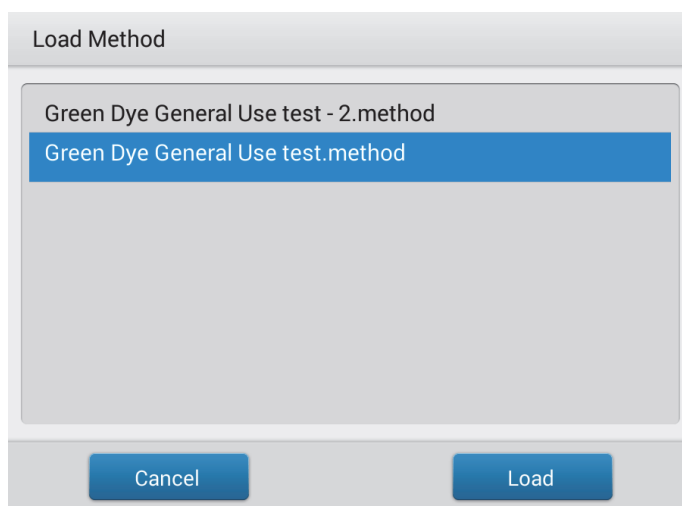 Load Method
Green Dye General Use test - 2.method
Green Dye General Use test.method
Cancel
Load